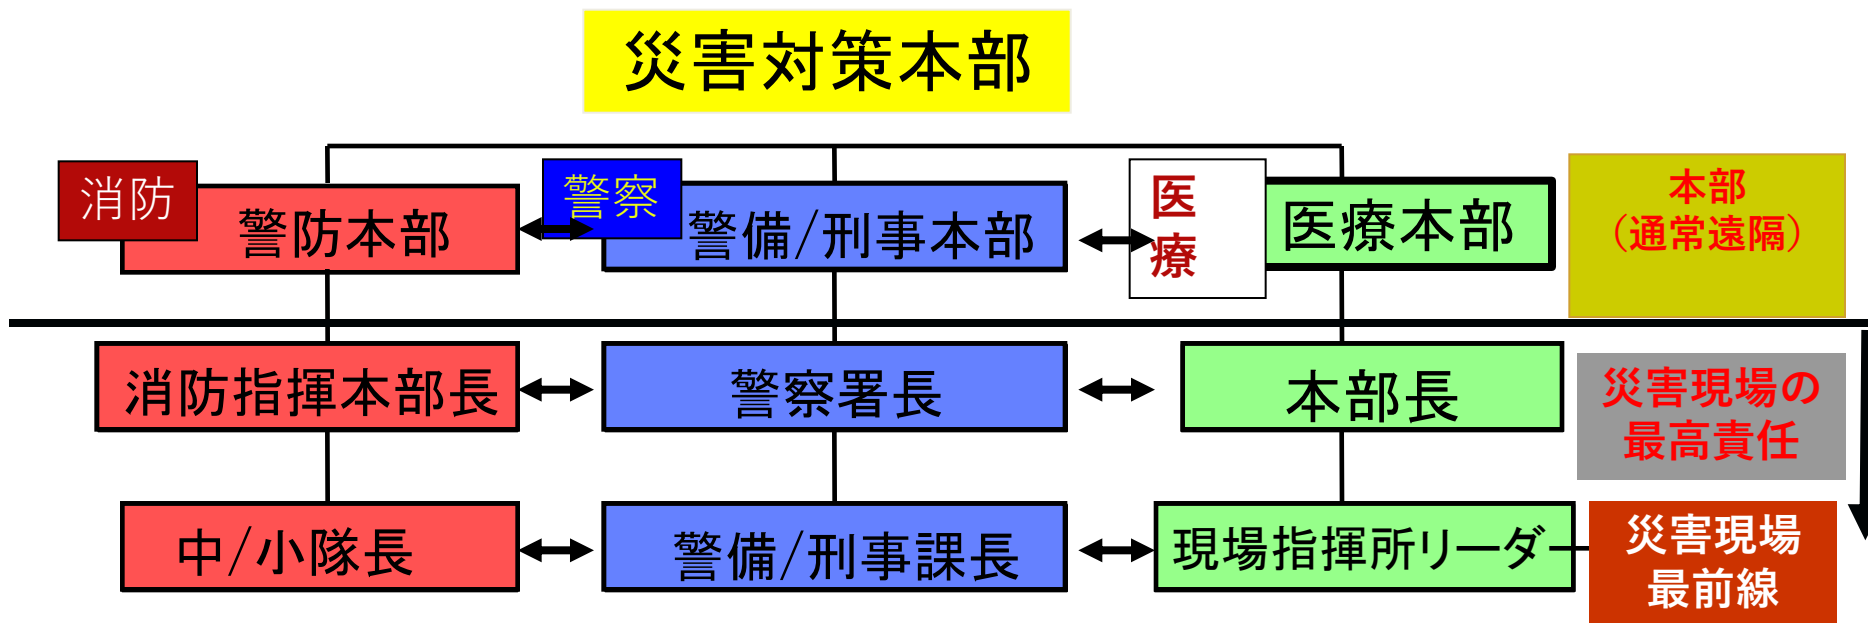 災害対策本部
消防
警防本部
警察
警備/刑事本部
医
療
医療本部
本部
（通常遠隔）
消防指揮本部長
警察署長
本部長
災害現場の
最高責任
中/小隊長
警備/刑事課長
現場指揮所リーダー
災害現場
最前線